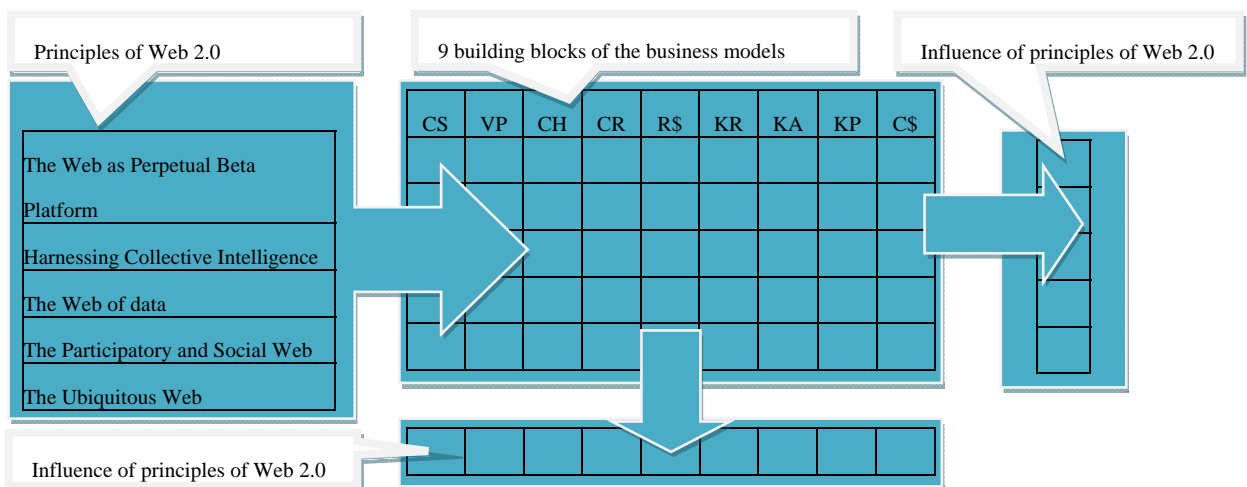 Principles of Web 2.0
9 building blocks of the business models
Influence of principles of Web 2.0
CS VP CH CR R$ KR KA KP C$
The Web as Perpetual Beta
Platform
Harnessing Collective Intelligence
The Web of data
The Participatory and Social Web
The Ubiquitous Web
Influence of principles of Web 2.0